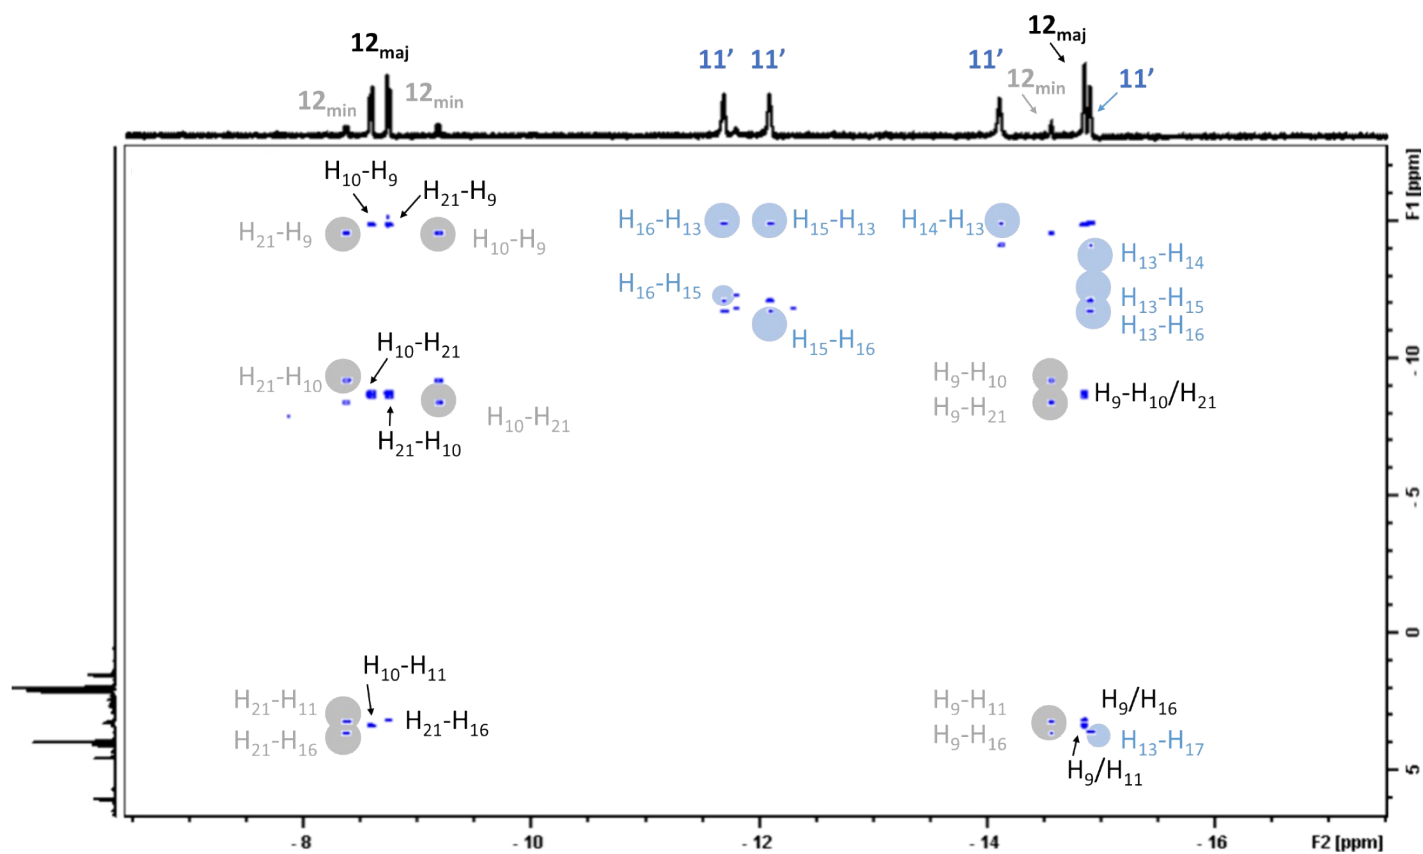 12maj
12maj
11’ 11’ 11’ 12min 11’
12min 12min
H10-H9
H21-H9
H21-H9 H10-H9
H16-H13 H15-H13 H14-H13
H13-H14
H16-H15 H13-H15
H13-H16
H15-H16
H10-H21
H21-H10 H9-H10
H9-H21 H9-H10/H21
H10-H21
H21-H10
H10-H11
H21-H11 H9-H11 H9/H16
H21-H16
H21-H16 H9-H16 H13-H17
H9/H11
F1 [ppm]
- 10
- 5
0
5
- 8 - 10 - 12 - 14 - 16 F2 [ppm]